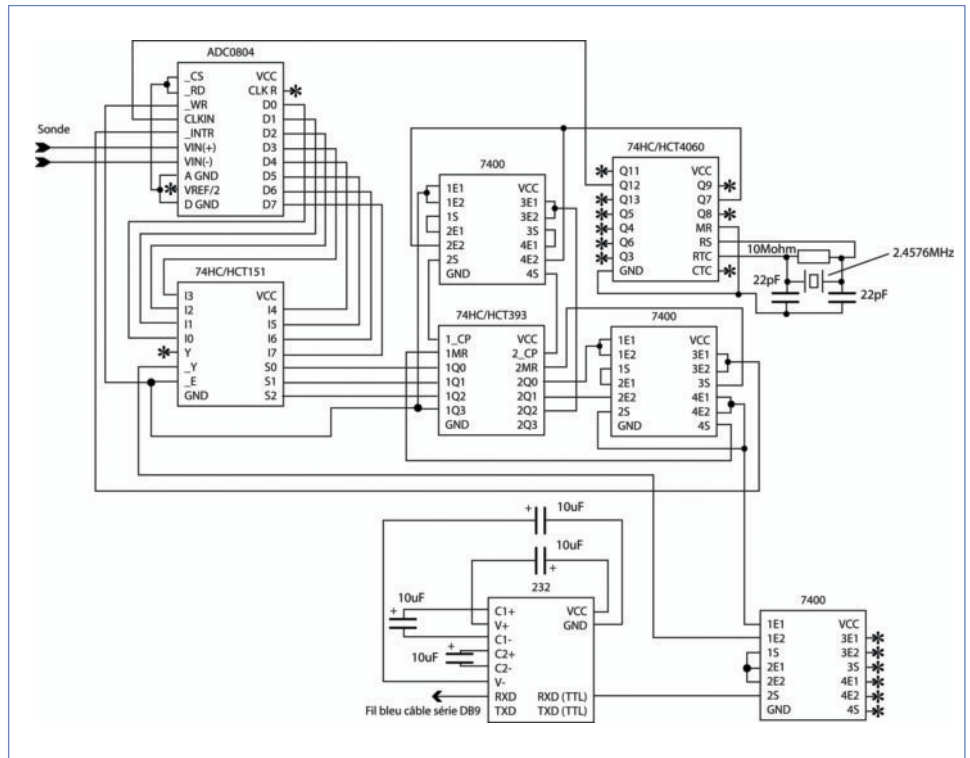 ADC0804
_CS VCC
_RD CLK R
_WR D0
CLKIN D1
_INTR D2
VIN(+) D3
VIN(-) D4
A GND D5
VREF/2 D6
D GND D7
Sonde
7400
1E1 VCC
1E2 3E1
1S 3E2
2E1 3S
2E2 4E1
2S 4E2
GND 4S
74HC/HCT4060
Q11 VCC
Q12 Q9
Q13 Q7
Q5 Q8
Q4 MR
Q6 RS
Q3 RTC
GND CTC
10Mohm
2.4576MHz
22pF
22pF
74HC/HCT151
I3 VCC
I2 I4
I1 I5
I0 I6
Y I7
_Y S0
_E S1
GND S2
74HC/HCT393
1_CP VCC
1MR 2_CP
1Q0 2MR
1Q1 2Q0
1Q2 2Q1
1Q3 2Q2
GND 2Q3
7400
1E1 VCC
1E2 3E1
1S 3E2
2E1 3S
2E2 4E1
2S 4E2
GND 4S
+ 10uF
10uF
+
232
10uF
+
+
10uF
C1+ VCC
V+ GND
C1-
C2+
C2-
V-
RXD RXD (TTL)
TXD TXD (TTL)
Fil bleu câble série DB9
7400
1E1 VCC
1E2 3E1
1S 3E2
2E1 3S
2E2 4E1
2S 4E2
GND 4S